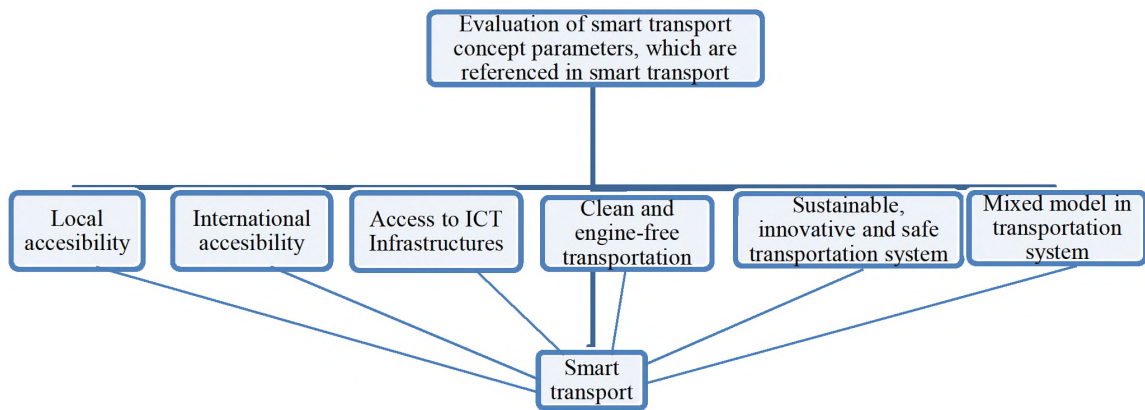 Evaluation of smart transport
concept parameters, which are
referenced in smart transport
Local
accesibility
International
accesibility
Access to ICT
Infrastructures
Clean and
engine-free
transportation
Sustainable,
innovative and safe
transportation system
Mixed model in
transportation
system
Smart
transport